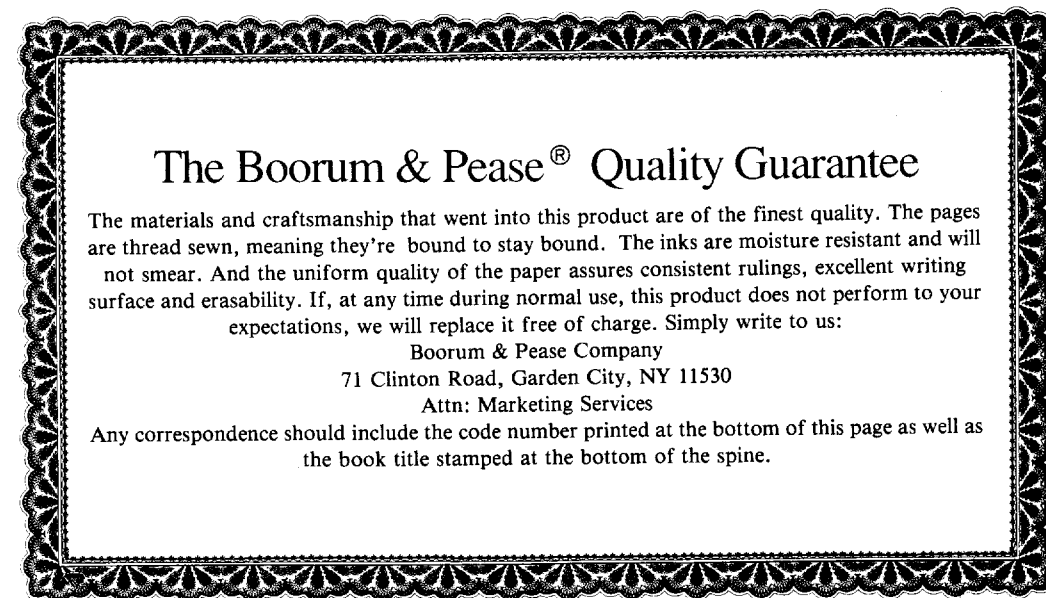 The Boorum & Pease® Quality Guarantee
The materials and craftsmanship that went into this product are of the finest quality. The pages
are thread sewn, meaning they're bound to stay bound. The inks are moisture resistant and will
not smear. And the uniform quality of the paper assures consistent rulings, excellent writing
surface and erasability. If, at any time during normal use, this product does not perform to your
expectations, we will replace it free of charge. Simply write to us:
Boorum & Pease Company
71 Clinton Road, Garden City, NY 11530
Attn: Marketing Services
Any correspondence should include the code number printed at the bottom of this page as well as
the book title stamped at the bottom of the spine.